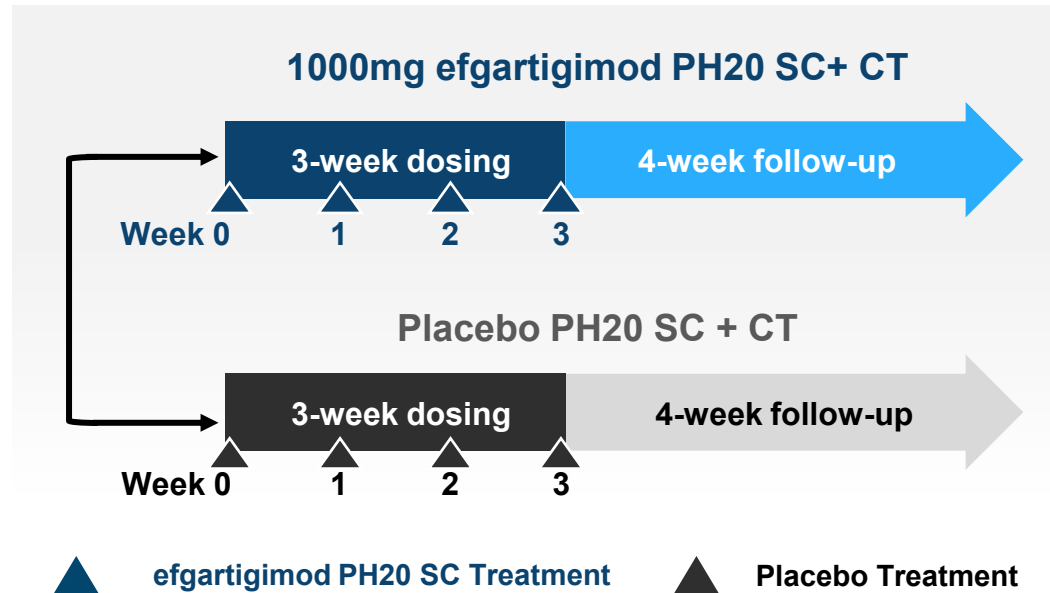 1000mg efgartigimod PH20 SC+ CT
3-week dosing 4-week follow-up
Week 0 1 2 3
Placebo PH20 SC + CT
3-week dosing 4-week follow-up
Week 0 1 2 3
efgartigimod PH20 SC Treatment Placebo Treatment